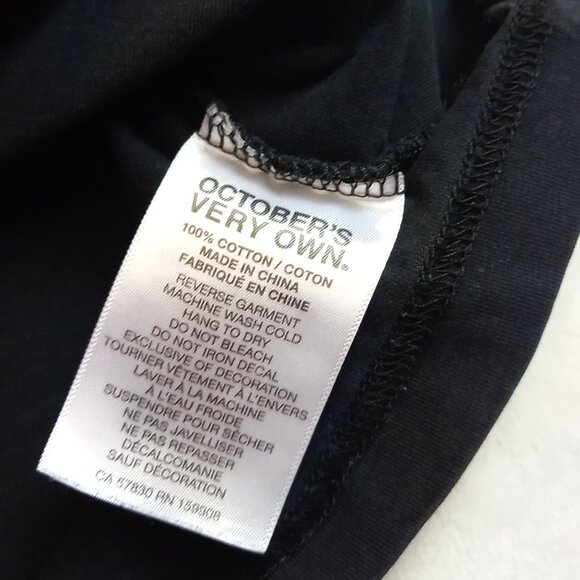 OCTOBER'S
VERY OWN®
100% COTTON / COTON
MADE IN CHINA
FABRIQUÉ EN CHINE
REVERSE GARMENT
MACHINE WASH COLD
HANG TO DRY
DO NOT BLEACH
DO NOT IRON DECAL
EXCLUSIVE OF DECORATION
TOURNER VÊTEMENT À L'ENVERS
LAVER À LA MACHINE
À L'EAU FROIDE
SUSPENDRE POUR SÉCHER
NE PAS JAVELLISER
NE PAS REPASSER
DÉCALCOMANIE
SAUF DÉCORATION
CA 57830 RN 159908